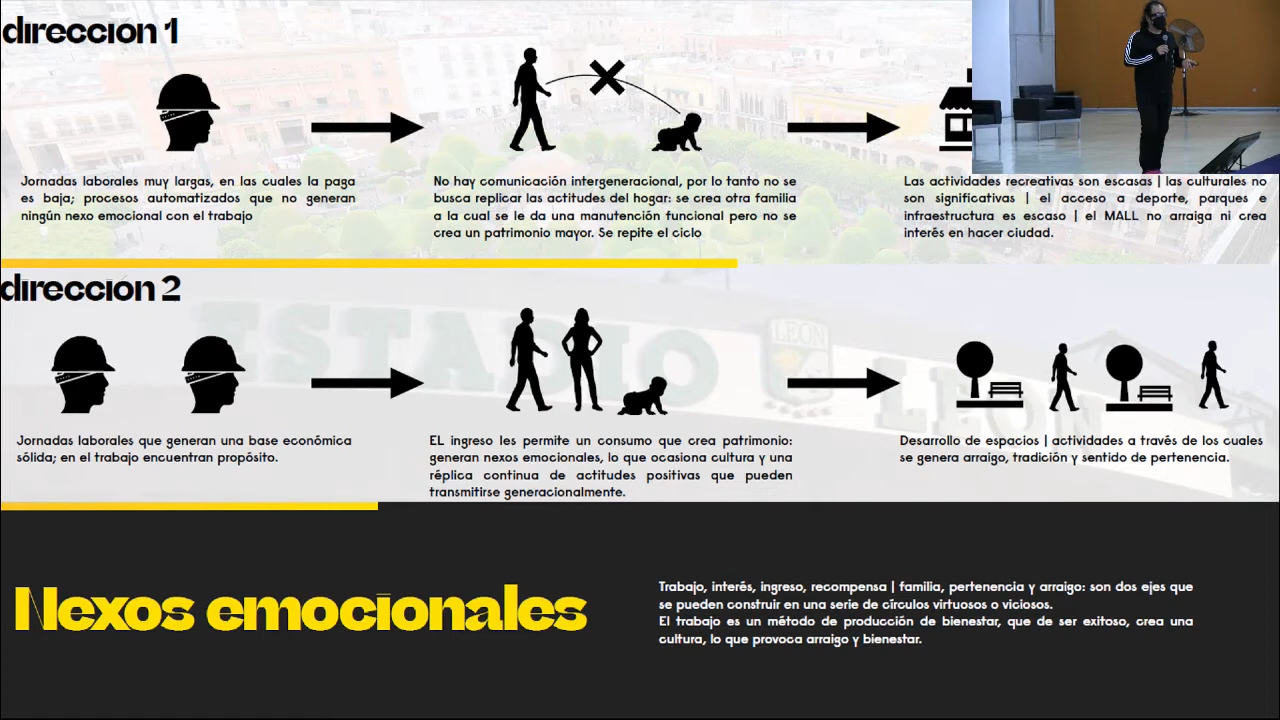 dirección 1
Jornadas laborales muy largas, en las cuales la paga
es baja; procesos automatizados que no generan
ningún nexo emocional con el trabajo
No hay comunicación intergeneracional, por lo tanto no se
busca replicar las actitudes del hogar: se crea otra familia
a la cual se le da una manutención funcional pero no se
crea un patrimonio mayor. Se repite el ciclo
Las actividades recreativas son escasas | las culturales no
son significativas | el acceso a deporte, parques e
infraestructura es escaso | el MALL no arraiga ni crea
interés en hacer ciudad.
dirección 2
ESTADIO
LEON
LEÓN
Jornadas laborales que generan una base económica
sólida; en el trabajo encuentran propósito.
EL ingreso les permite un consumo que crea patrimonio:
generan nexos emocionales, lo que ocasiona cultura y una
réplica continua de actitudes positivas que pueden
transmitirse generacionalmente.
Desarrollo de espacios | actividades a través de los cuales
se genera arraigo, tradición y sentido de pertenencia.
Nexos emocionales
Trabajo, interés, ingreso, recompensa | familia, pertenencia y arraigo: son dos ejes que
se pueden construir en una serie de círculos virtuosos o viciosos.
El trabajo es un método de producción de bienestar, que de ser exitoso, crea una
cultura, lo que provoca arraigo y bienestar.